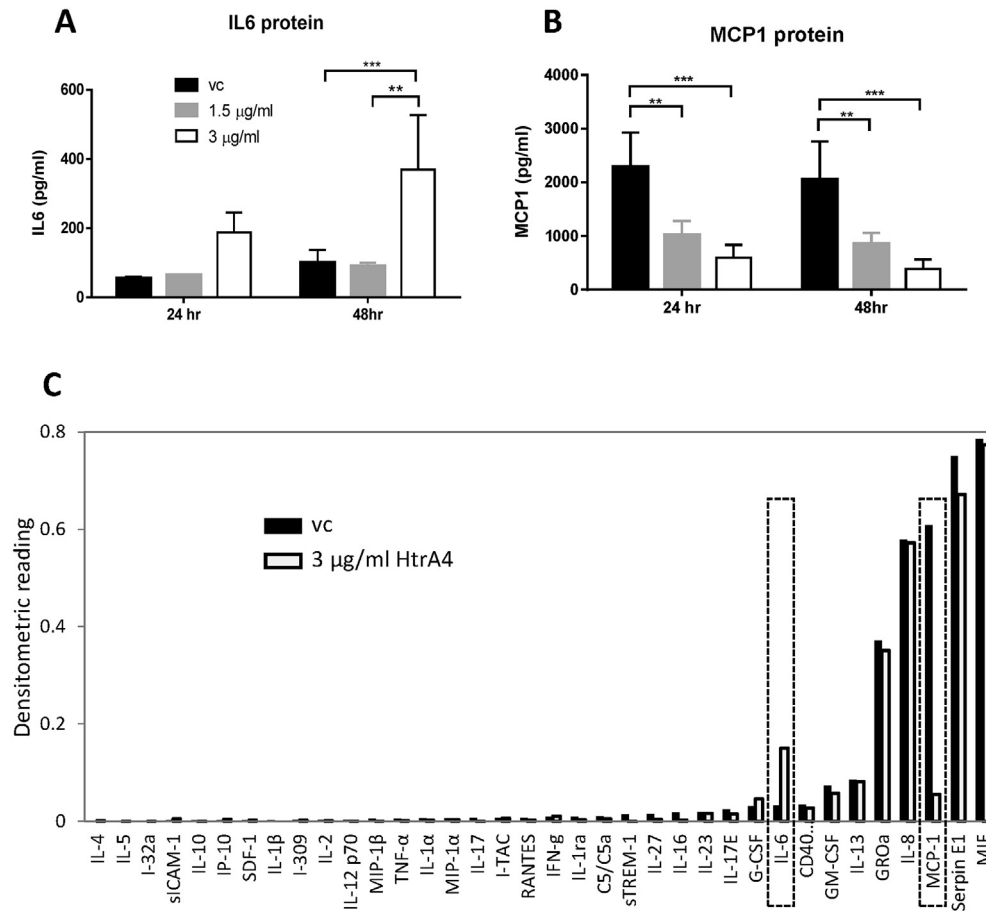 A
IL6 protein
IL6 (pg/ml)
600
400
200
0
vc
1.5 µg/ml
3 µg/ml
***
**
24 hr
48hr
B
MCP1 protein
MCP1 (pg/ml)
4000
3000
2000
1000
0
***
**
***
**
24 hr
48hr
C
Densitometric reading
0.8
0.6
0.4
0.2
0
vc
3 µg/ml HtrA4
IL-4
IL-5
I-32a
sICAM-1
IL-10
IP-10
SDF-1
IL-1β
I-309
IL-2
IL-12 p70
MIP-1β
TNF-α
IL-1α
MIP-1α
IL-17
I-TAC
RANTES
IFN-g
IL-1ra
C5/C5a
sTREM-1
IL-27
IL-16
IL-23
IL-17E
G-CSF
IL-6
CD40...
GM-CSF
IL-13
GROa
IL-8
MCP-1
Serpin E1
MIF